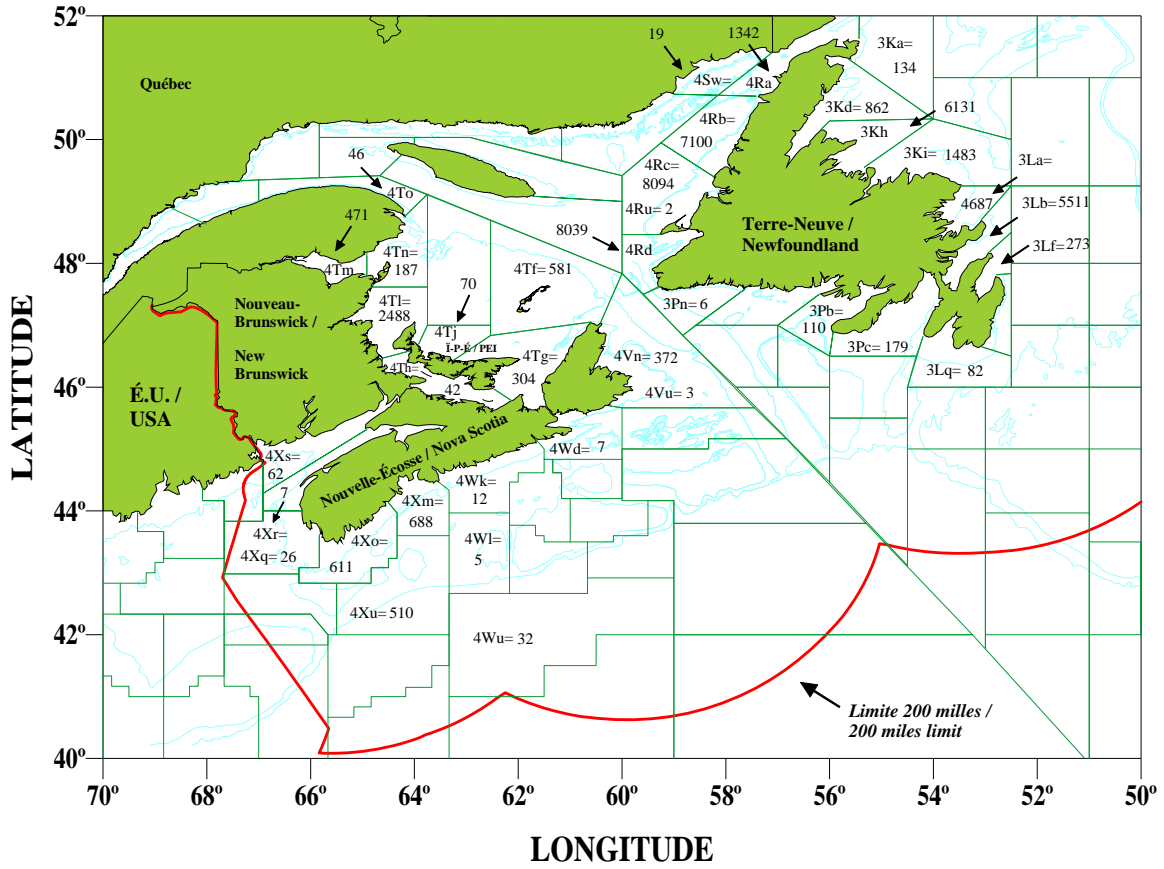 52º
50º
48º
46º
44º
42º
40º
LATITUDE
19
1342
3Ka=
134
Québec
4Sw=
4Ra
3Kd= 862
6131
4Rb=
7100
3Kh
3Ki= 1483
46
4Rc=
8094
3La=
4To
4687
471
4Ru= 2
Terre-Neuve /
Newfoundland
3Lb= 5511
8039
4Rd
3Lf= 273
4Tn=
187
4Tm
4Tf= 581
70
Nouveau-
Brunswick /
New
Brunswick
4Tl=
2488
3Pn= 6
3Pb=
110
4Tj
Î-P-É / PEI
3Pc= 179
4Th=
42
4Tg=
304
4Vn= 372
3Lq= 82
É.U. /
USA
4Vu= 3
4Xs=
62
Nouvelle-Écosse / Nova Scotia
4Wd= 7
7
4Xr=
4Wk=
12
4Xm=
688
4Xq= 26
4Xo=
611
4Wl=
5
4Xu= 510
4Wu= 32
Limite 200 milles /
200 miles limit
70º 68º 66º 64º 62º 60º 58º 56º 54º 52º 50º
LONGITUDE